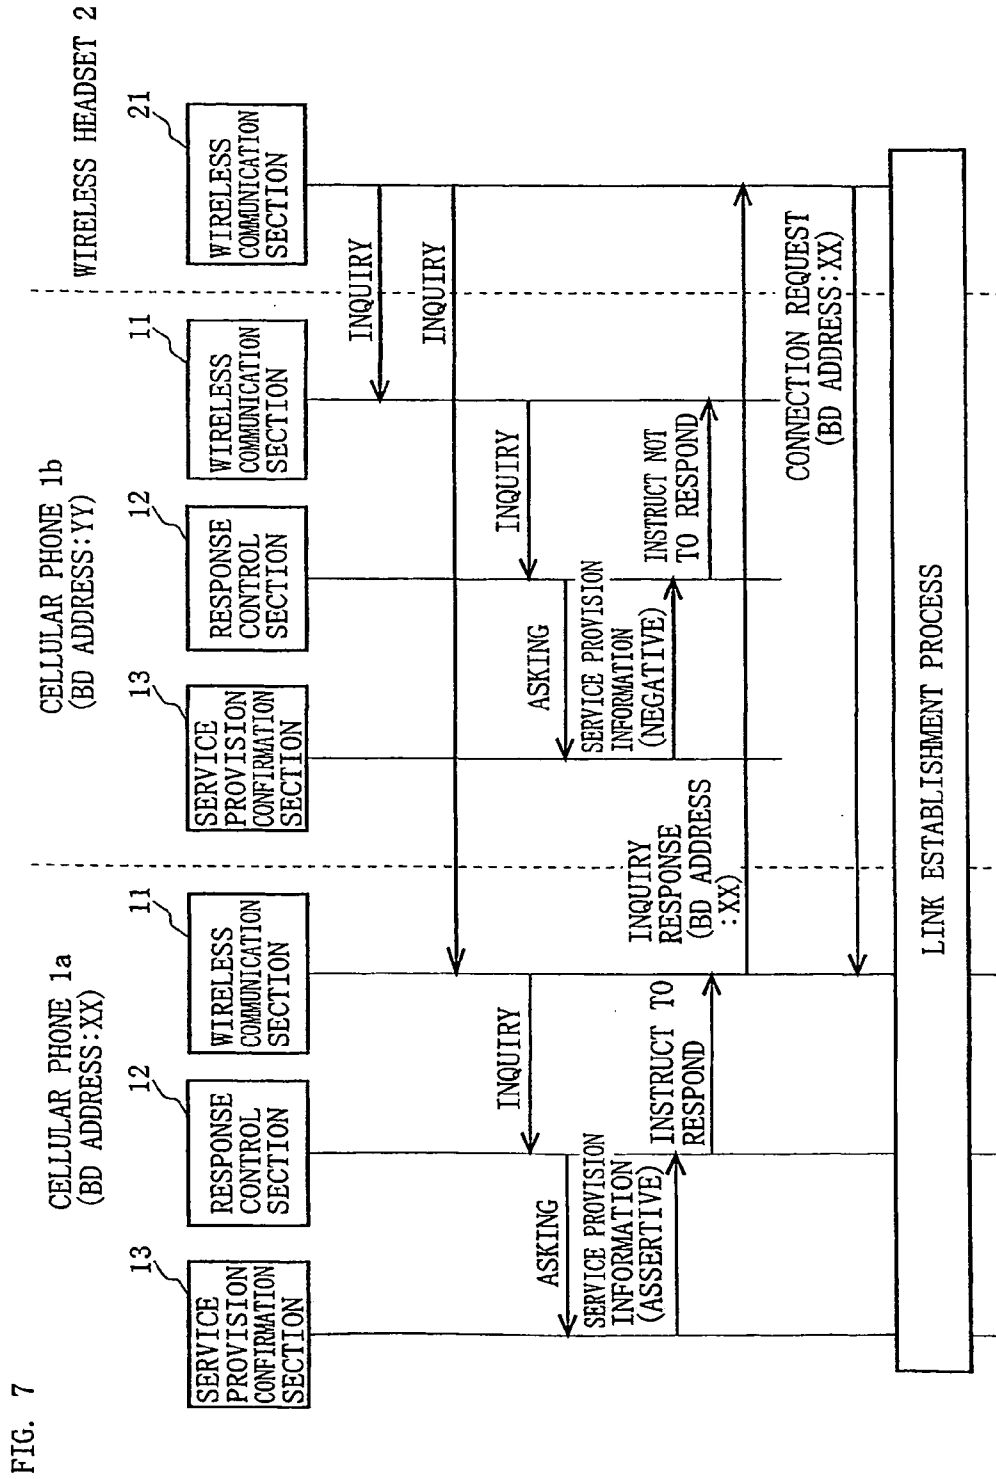 FIG. 7
CELLULAR PHONE 1a
(BD ADDRESS:XX)
CELLULAR PHONE 1b
(BD ADDRESS:YY)
WIRELESS HEADSET 2
13
12
11
13
12
11
21
SERVICE
PROVISION
CONFIRMATION
SECTION
RESPONSE
CONTROL
SECTION
WIRELESS
COMMUNICATION
SECTION
SERVICE
PROVISION
CONFIRMATION
SECTION
RESPONSE
CONTROL
SECTION
WIRELESS
COMMUNICATION
SECTION
WIRELESS
COMMUNICATION
SECTION
INQUIRY
INQUIRY
INQUIRY
INQUIRY
ASKING
ASKING
SERVICE PROVISION
INFORMATION
(ASSERTIVE)
SERVICE PROVISION
INFORMATION
(NEGATIVE)
INSTRUCT TO
RESPOND
INSTRUCT NOT
TO RESPOND
INQUIRY
RESPONSE
(BD ADDRESS
:XX)
CONNECTION REQUEST
(BD ADDRESS:XX)
LINK ESTABLISHMENT PROCESS